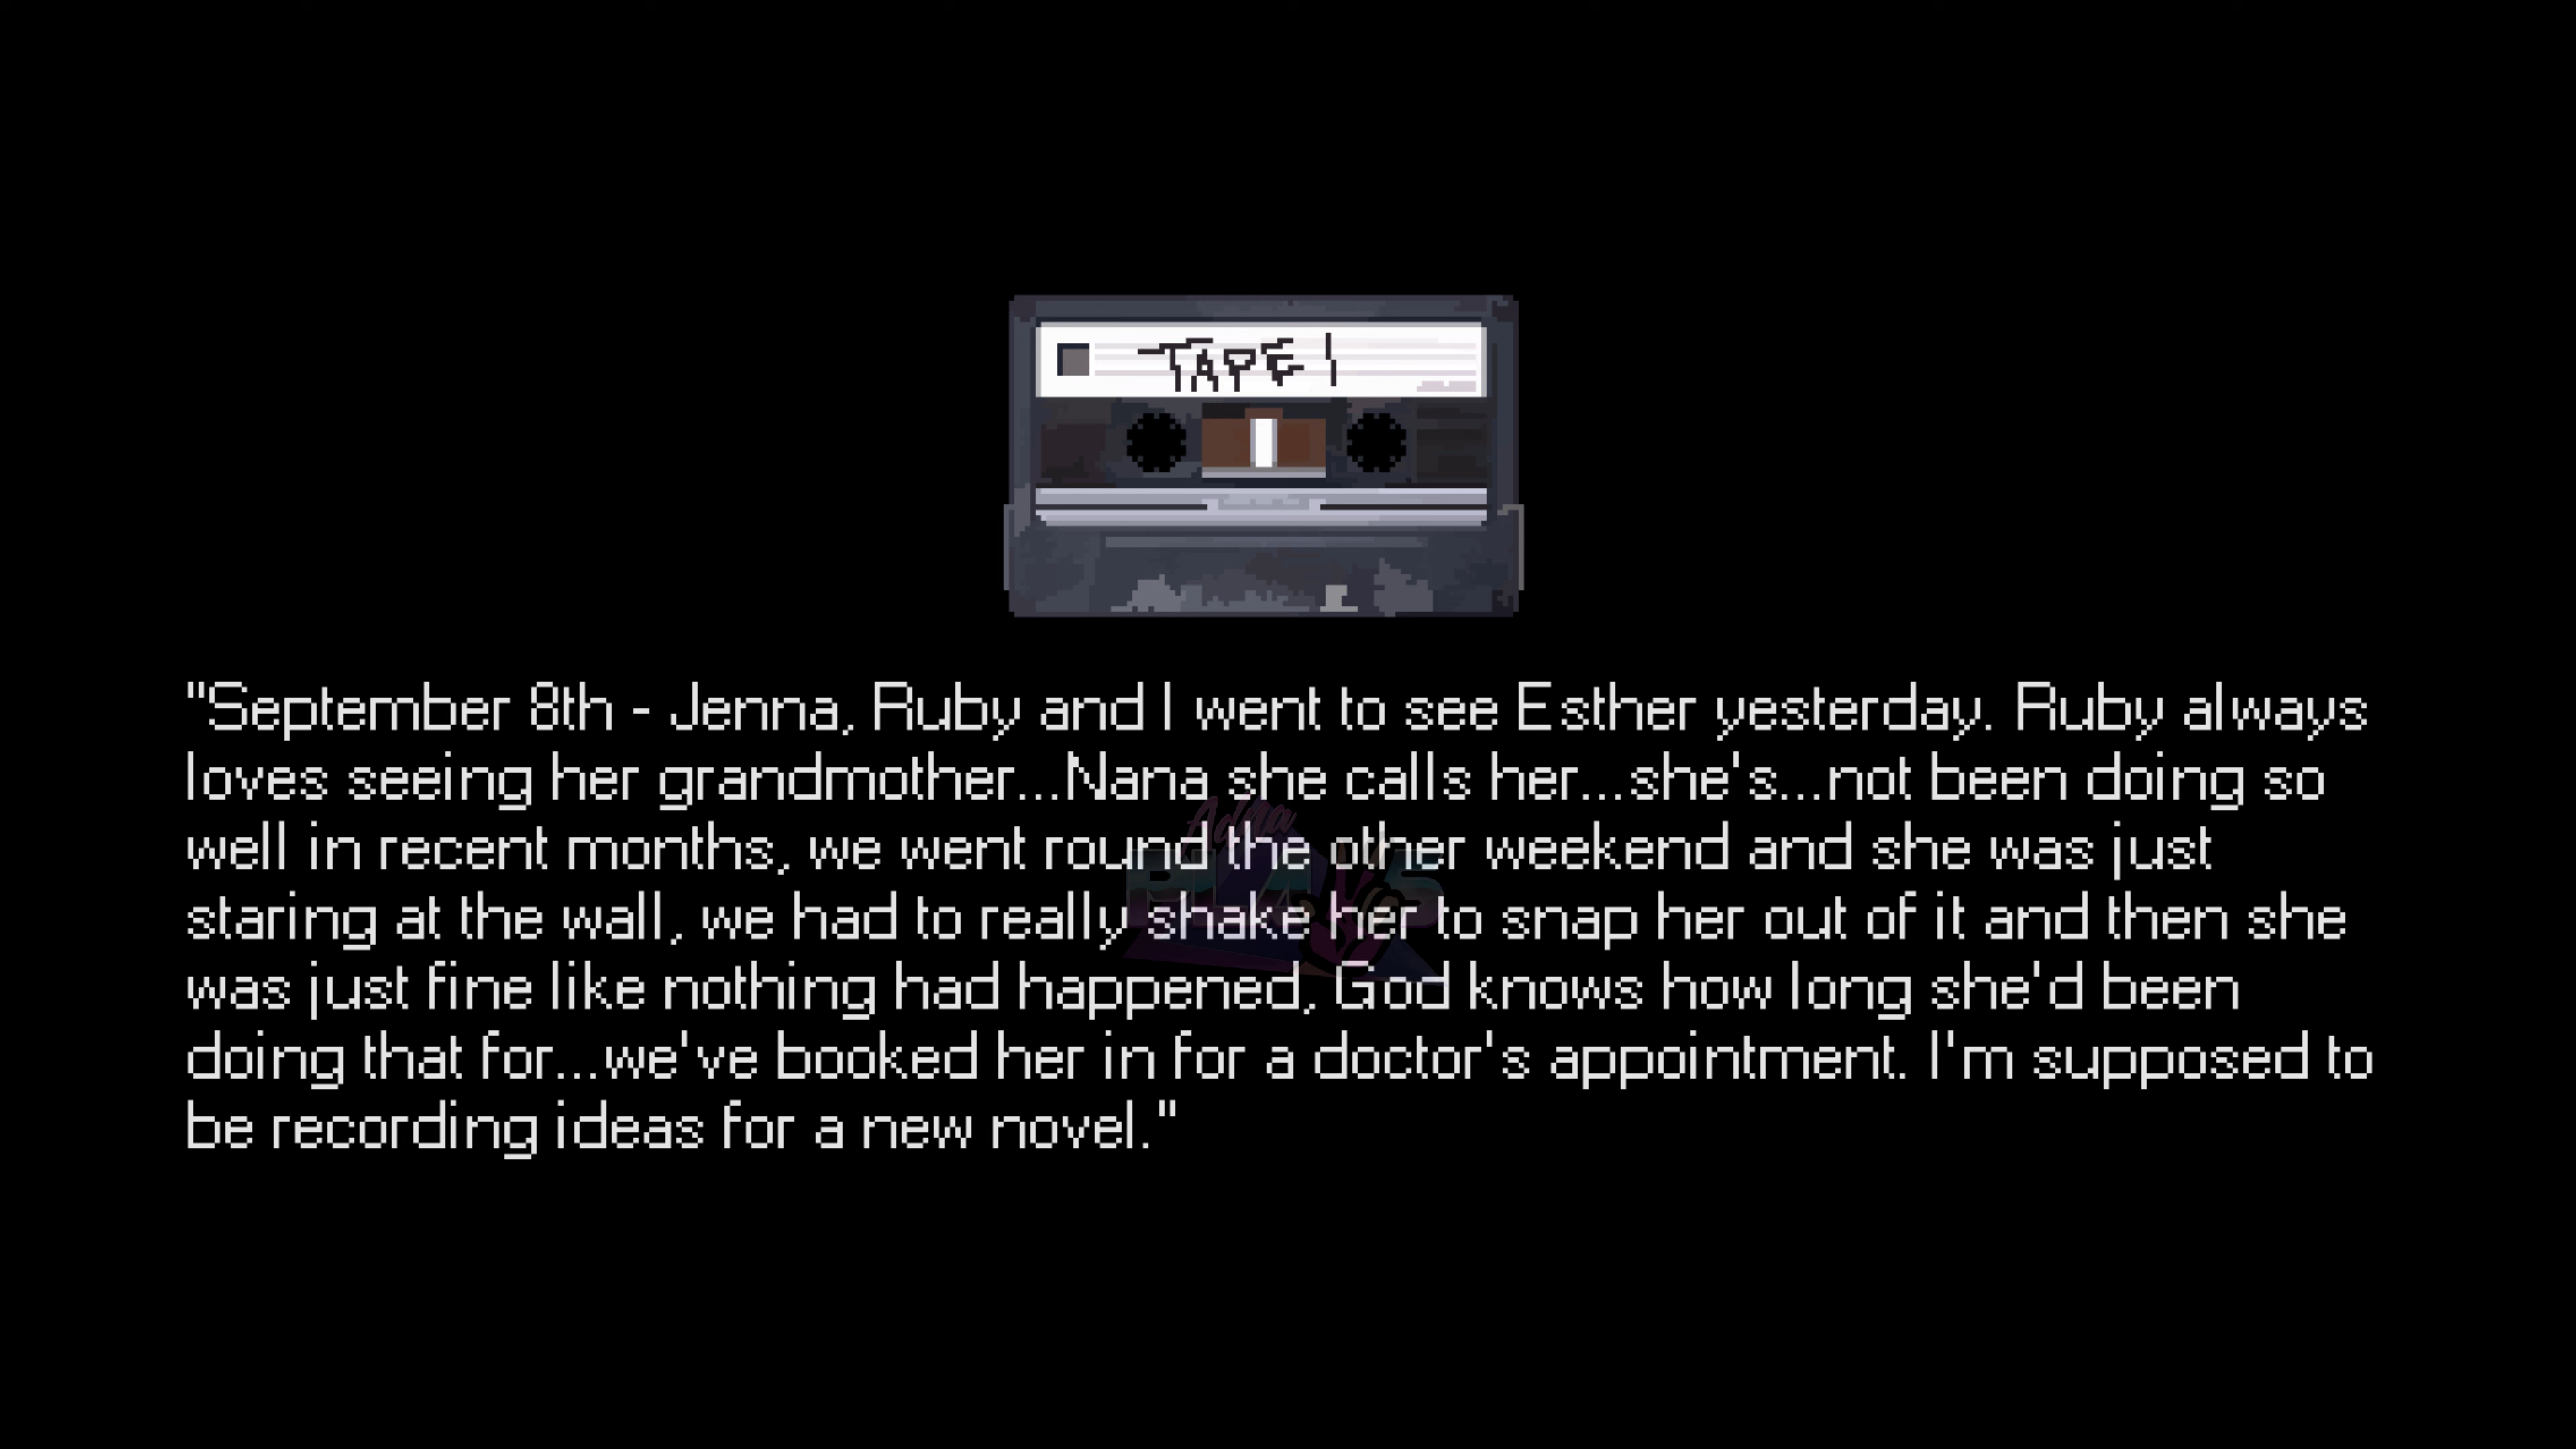 TAPE 1
"September 8th - Jenna, Ruby and I went to see Esther yesterday. Ruby always
loves seeing her grandmother...Nana she calls her...she's...not been doing so
well in recent months, we went round the other weekend and she was just
staring at the wall, we had to really shake her to snap her out of it and then she
was just fine like nothing had happened, God knows how long she'd been
doing that for...we've booked her in for a doctor's appointment. I'm supposed to
be recording ideas for a new novel."
PLAYS